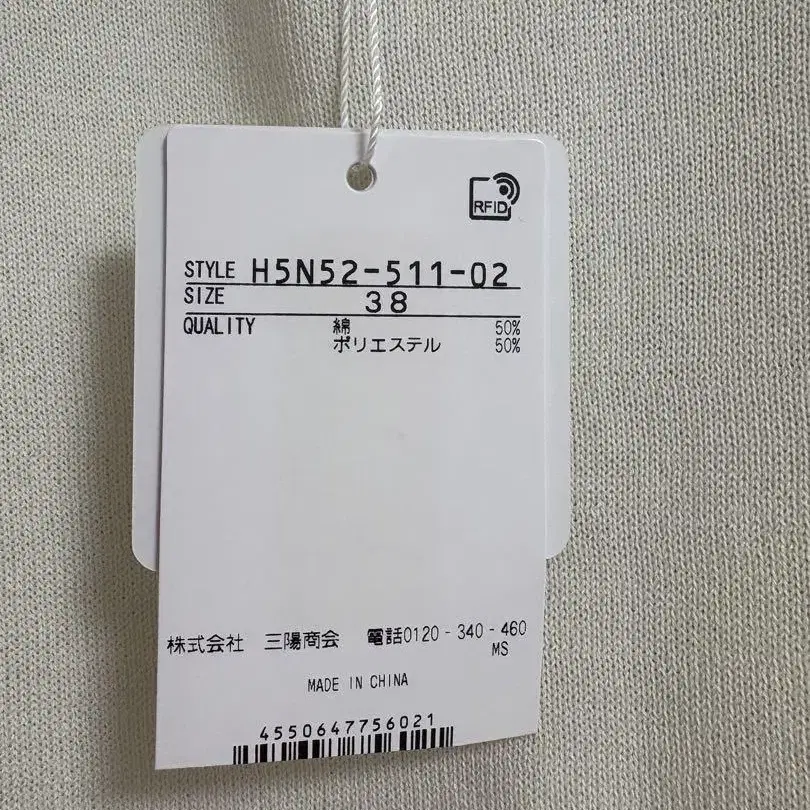 RFID
STYLE H5N52-511-02
SIZE 38
QUALITY 綿 50%
ポリエステル 50%
株式会社 三陽商会 電話0120-340-460
MS
MADE IN CHINA
4550647756021